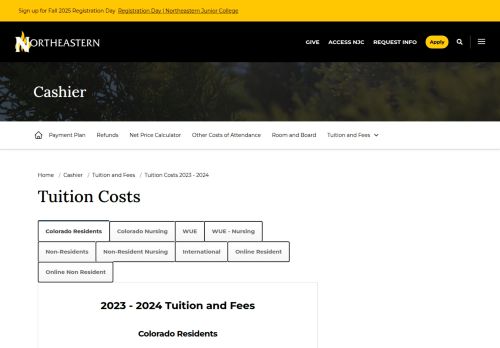 Sign up for Fall 2025 Registration Day Registration Day | Northeastern Junior College
NORTHEASTERN
GIVE ACCESS NJC REQUEST INFO Apply
Cashier
Payment Plan Refunds Net Price Calculator Other Costs of Attendance Room and Board Tuition and Fees
Home / Cashier / Tuition and Fees / Tuition Costs 2023 - 2024
Tuition Costs
Colorado Residents Colorado Nursing WUE WUE - Nursing
Non-Residents Non-Resident Nursing International Online Resident
Online Non Resident
2023 - 2024 Tuition and Fees
Colorado Residents